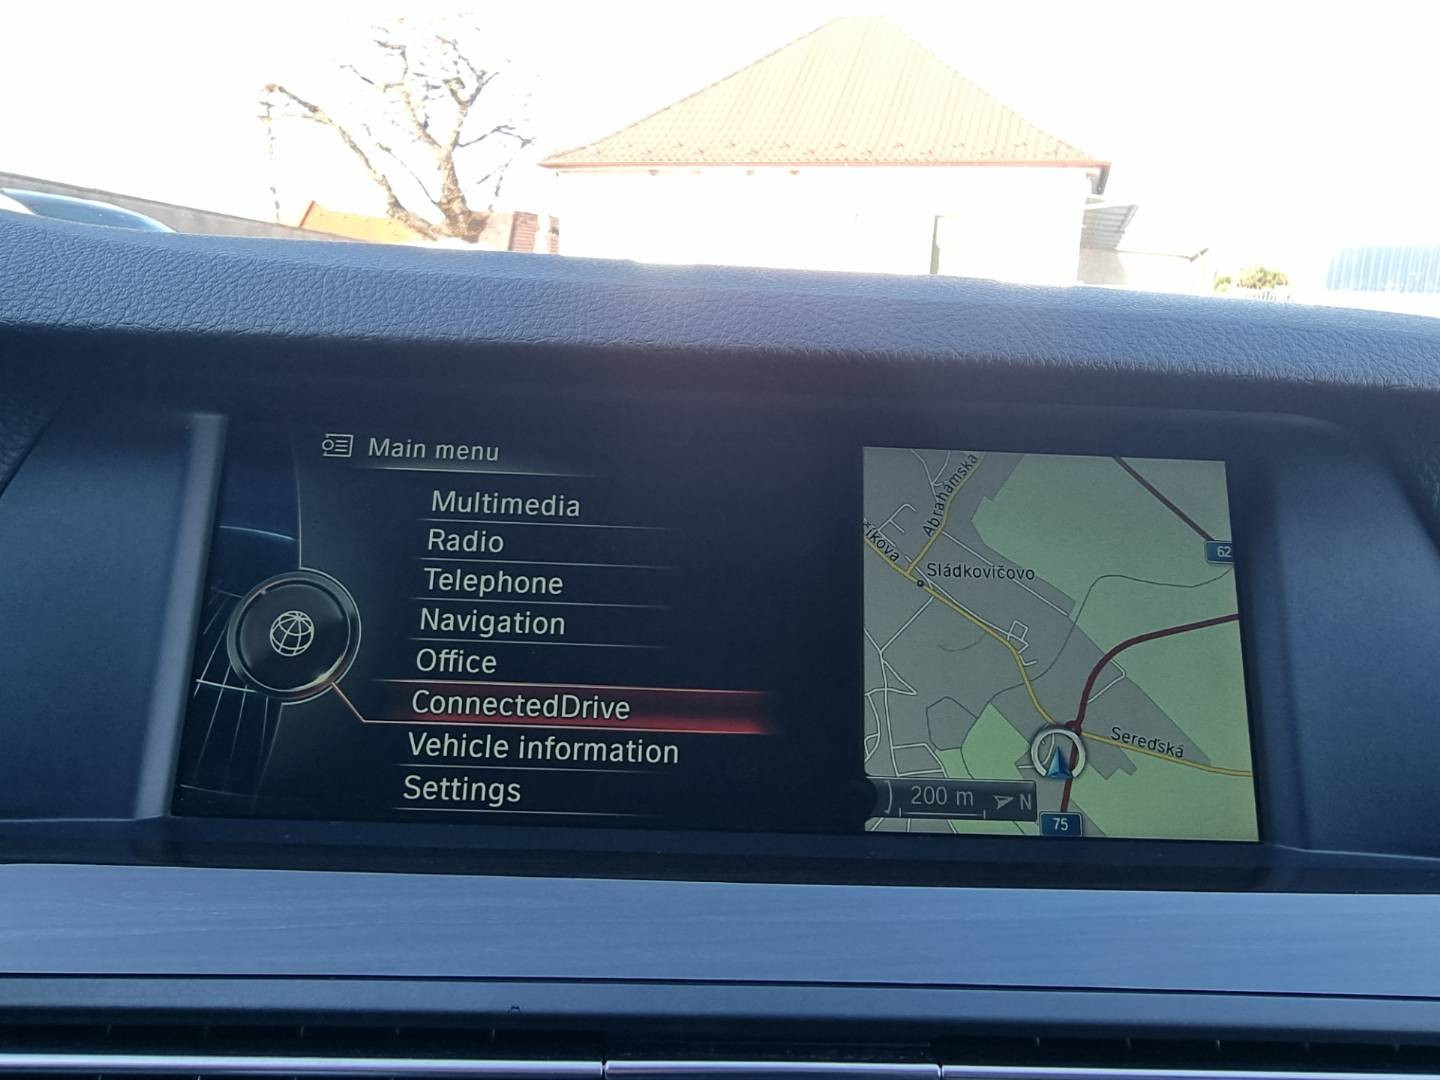 Main menu
Multimedia
Radio
Telephone
Navigation
Office
ConnectedDrive
Vehicle information
Settings
Abrahámska
62
Sládkovičovo
Sereďská
200 m
N
75